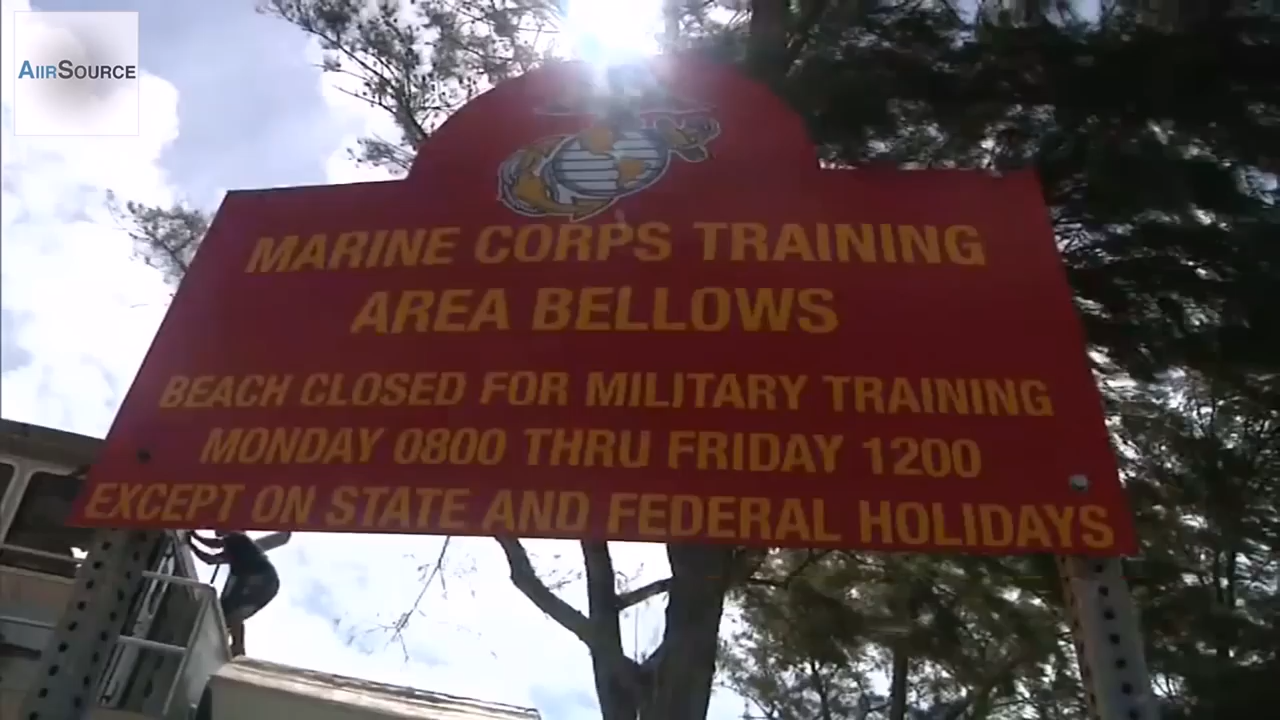 AIIRSOURCE
MARINE CORPS TRAINING
AREA BELLOWS
BEACH CLOSED FOR MILITARY TRAINING
MONDAY 0800 THRU FRIDAY 1200
EXCEPT ON STATE AND FEDERAL HOLIDAYS